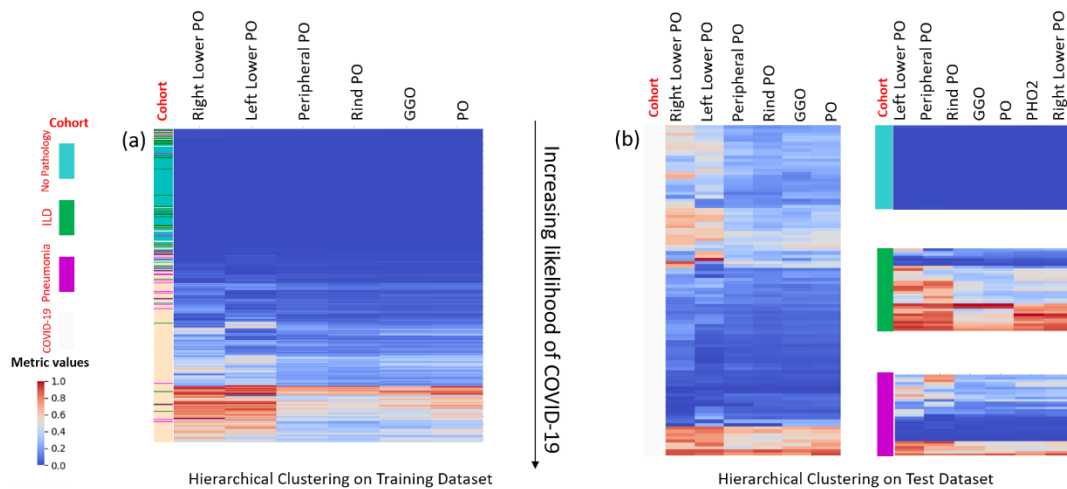 Cohort
No Pathology
ILD
Pneumonia
COVID-19
Metric values
1.0
0.8
0.6
0.4
0.2
0.0
(a)
Cohort
Right Lower PO
Left Lower PO
Peripheral PO
Rind PO
GGO
PO
Increasing likelihood of COVID-19
Hierarchical Clustering on Training Dataset
(b)
Cohort
Right Lower PO
Left Lower PO
Peripheral PO
Rind PO
GGO
PO
Cohort
Left Lower PO
Peripheral PO
Rind PO
GGO
PO
PHO2
Right Lower PO
Hierarchical Clustering on Test Dataset